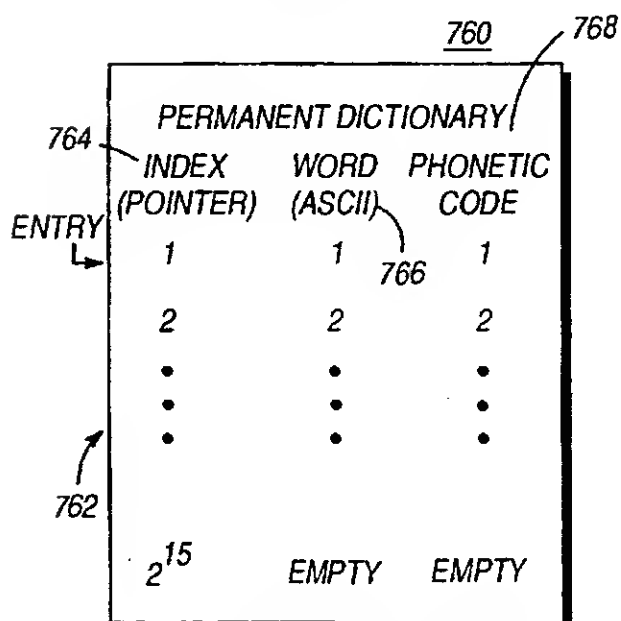 760 768
PERMANENT DICTIONARY
764 INDEX WORD PHONETIC
(POINTER) (ASCII) CODE
ENTRY
1 1 1
766
2 2 2
762
2^15 EMPTY EMPTY